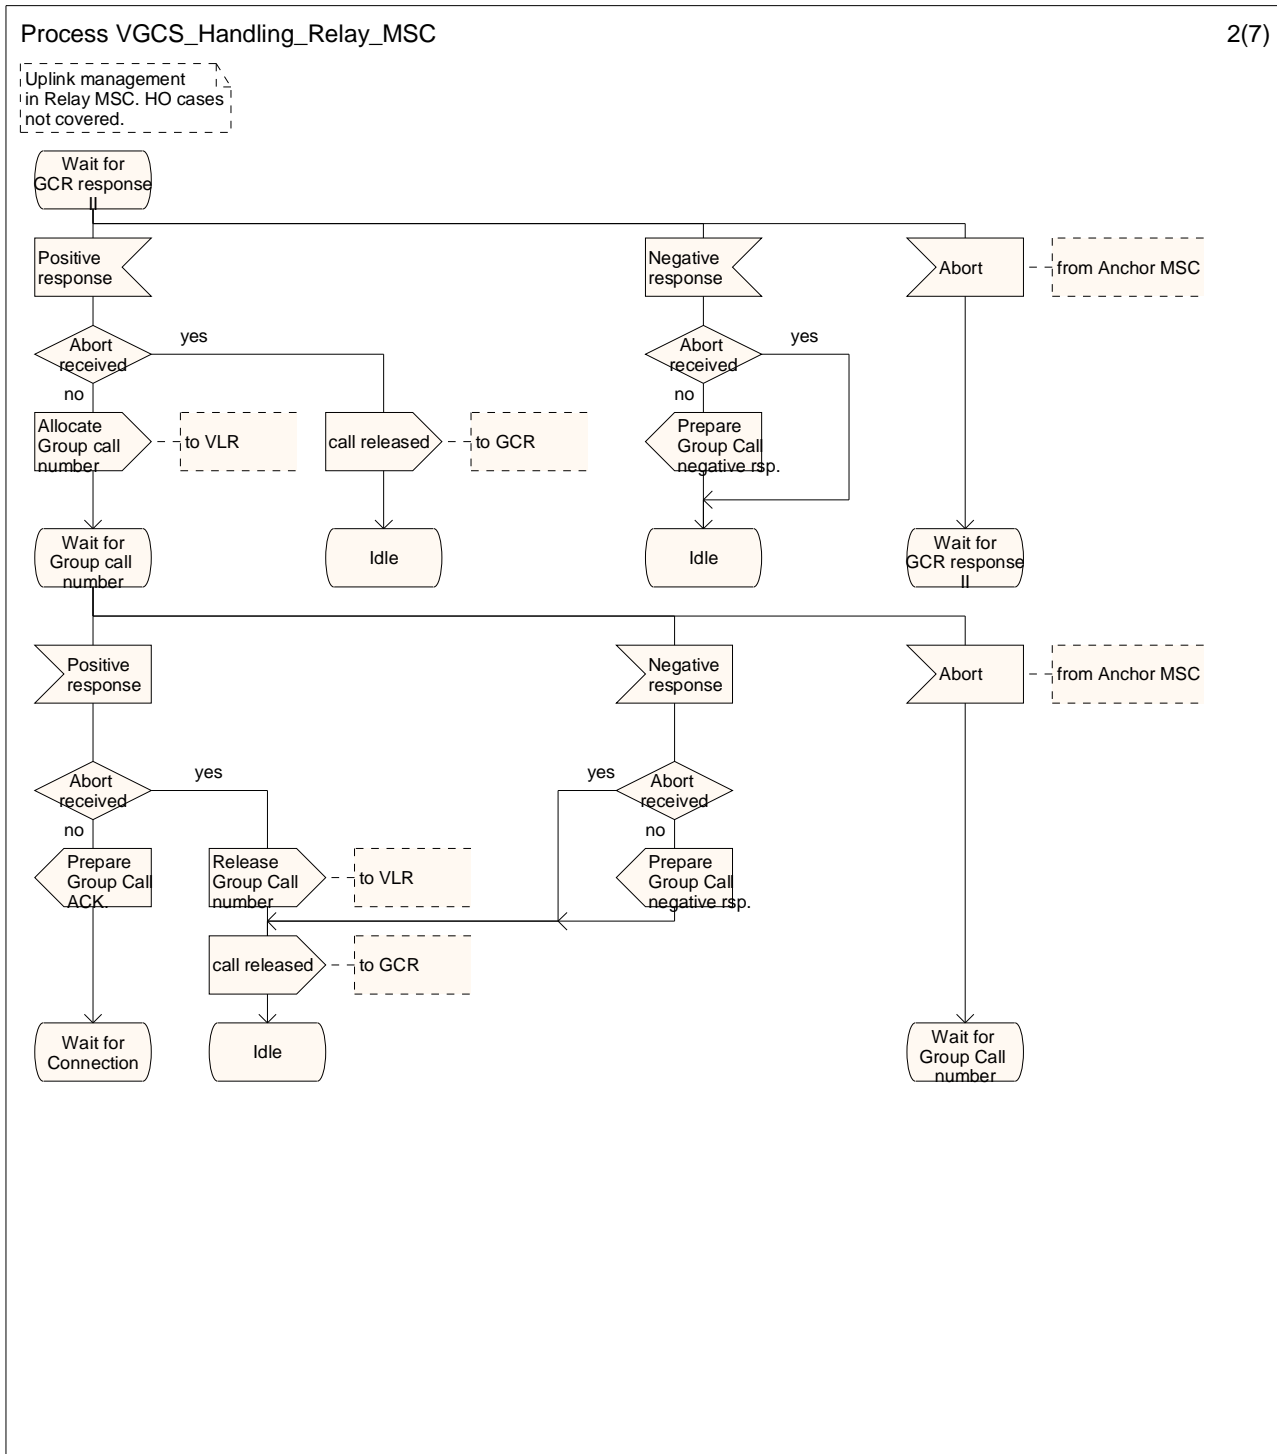 Process VGCS_Handling_Relay_MSC
2(7)
Uplink management
in Relay MSC. HO cases
not covered.
Wait for
GCR response
II
Positive
response
Negative
response
Abort
from Anchor MSC
Abort
received
yes
no
Abort
received
yes
no
Allocate
Group call
number
to VLR
call released
to GCR
Prepare
Group Call
negative rsp.
Wait for
Group call
number
Idle
Idle
Wait for
GCR response
II
Positive
response
Negative
response
Abort
from Anchor MSC
Abort
received
yes
no
yes
Abort
received
no
Prepare
Group Call
ACK.
Release
Group Call
number
to VLR
Prepare
Group Call
negative rsp.
call released
to GCR
Wait for
Connection
Idle
Wait for
Group Call
number